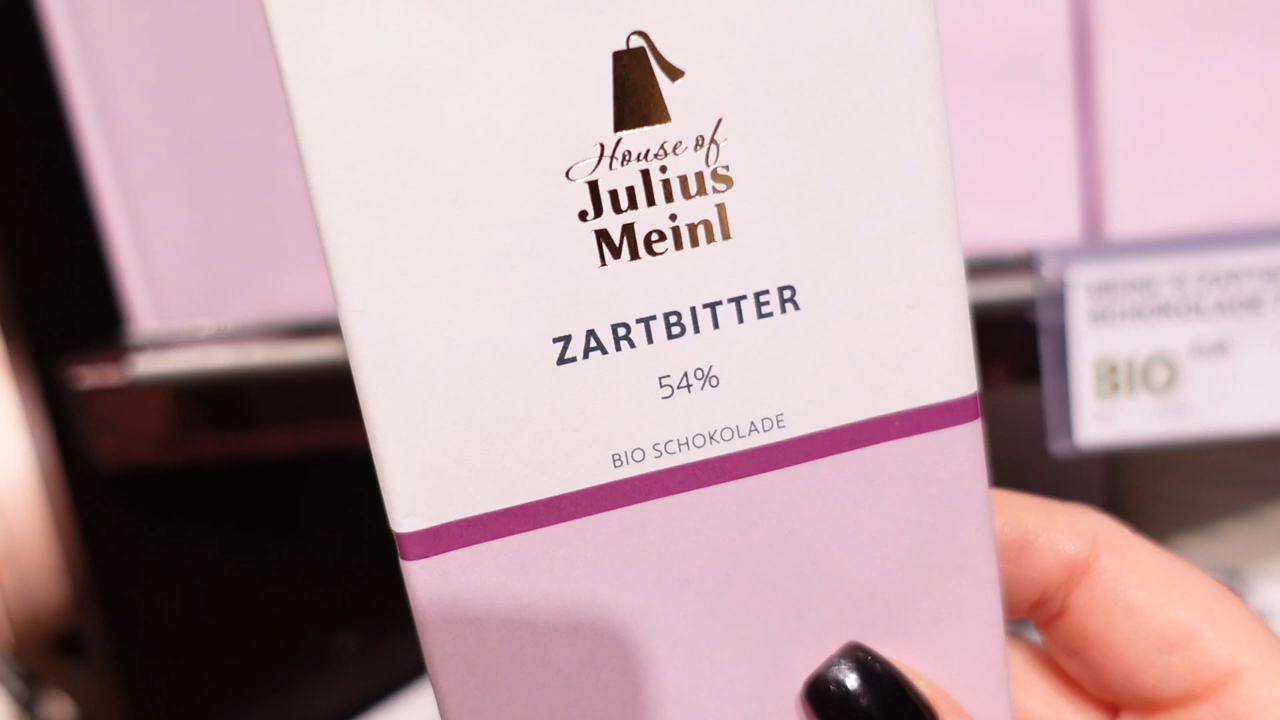 House of
Julius
Meinl
ZARTBITTER
54%
BIO SCHOKOLADE
BIO